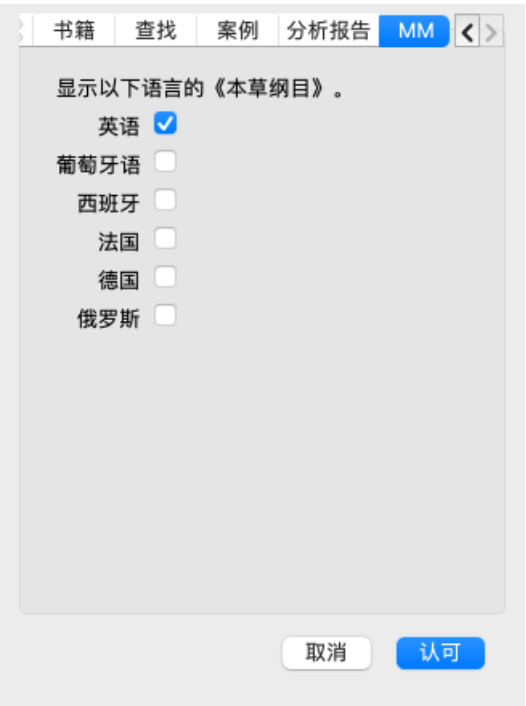 书籍 查找 案例 分析报告 MM
显示以下语言的《本草纲目》。
英语
葡萄牙语
西班牙
法国
德国
俄罗斯
取消 认可